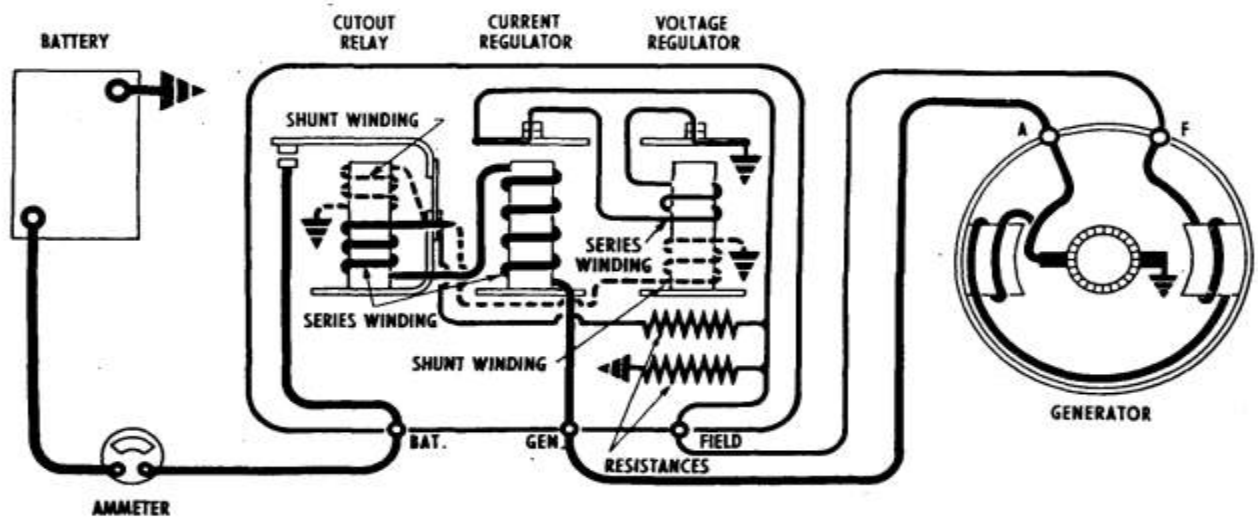 BATTERY
CUTOUT
RELAY
CURRENT
REGULATOR
VOLTAGE
REGULATOR
SHUNT WINDING
A
F
SERIES
WINDING
SERIES WINDING
SHUNT WINDING
GENERATOR
BAT.
GEN.
FIELD
RESISTANCES
AMMETER